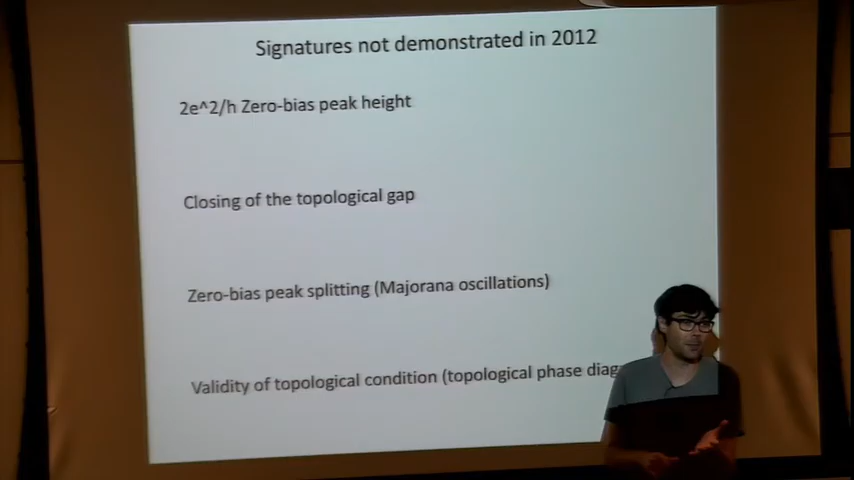 Signatures not demonstrated in 2012
2e^2/h Zero-bias peak height
Closing of the topological gap
Zero-bias peak splitting (Majorana oscillations)
Validity of topological condition (topological phase